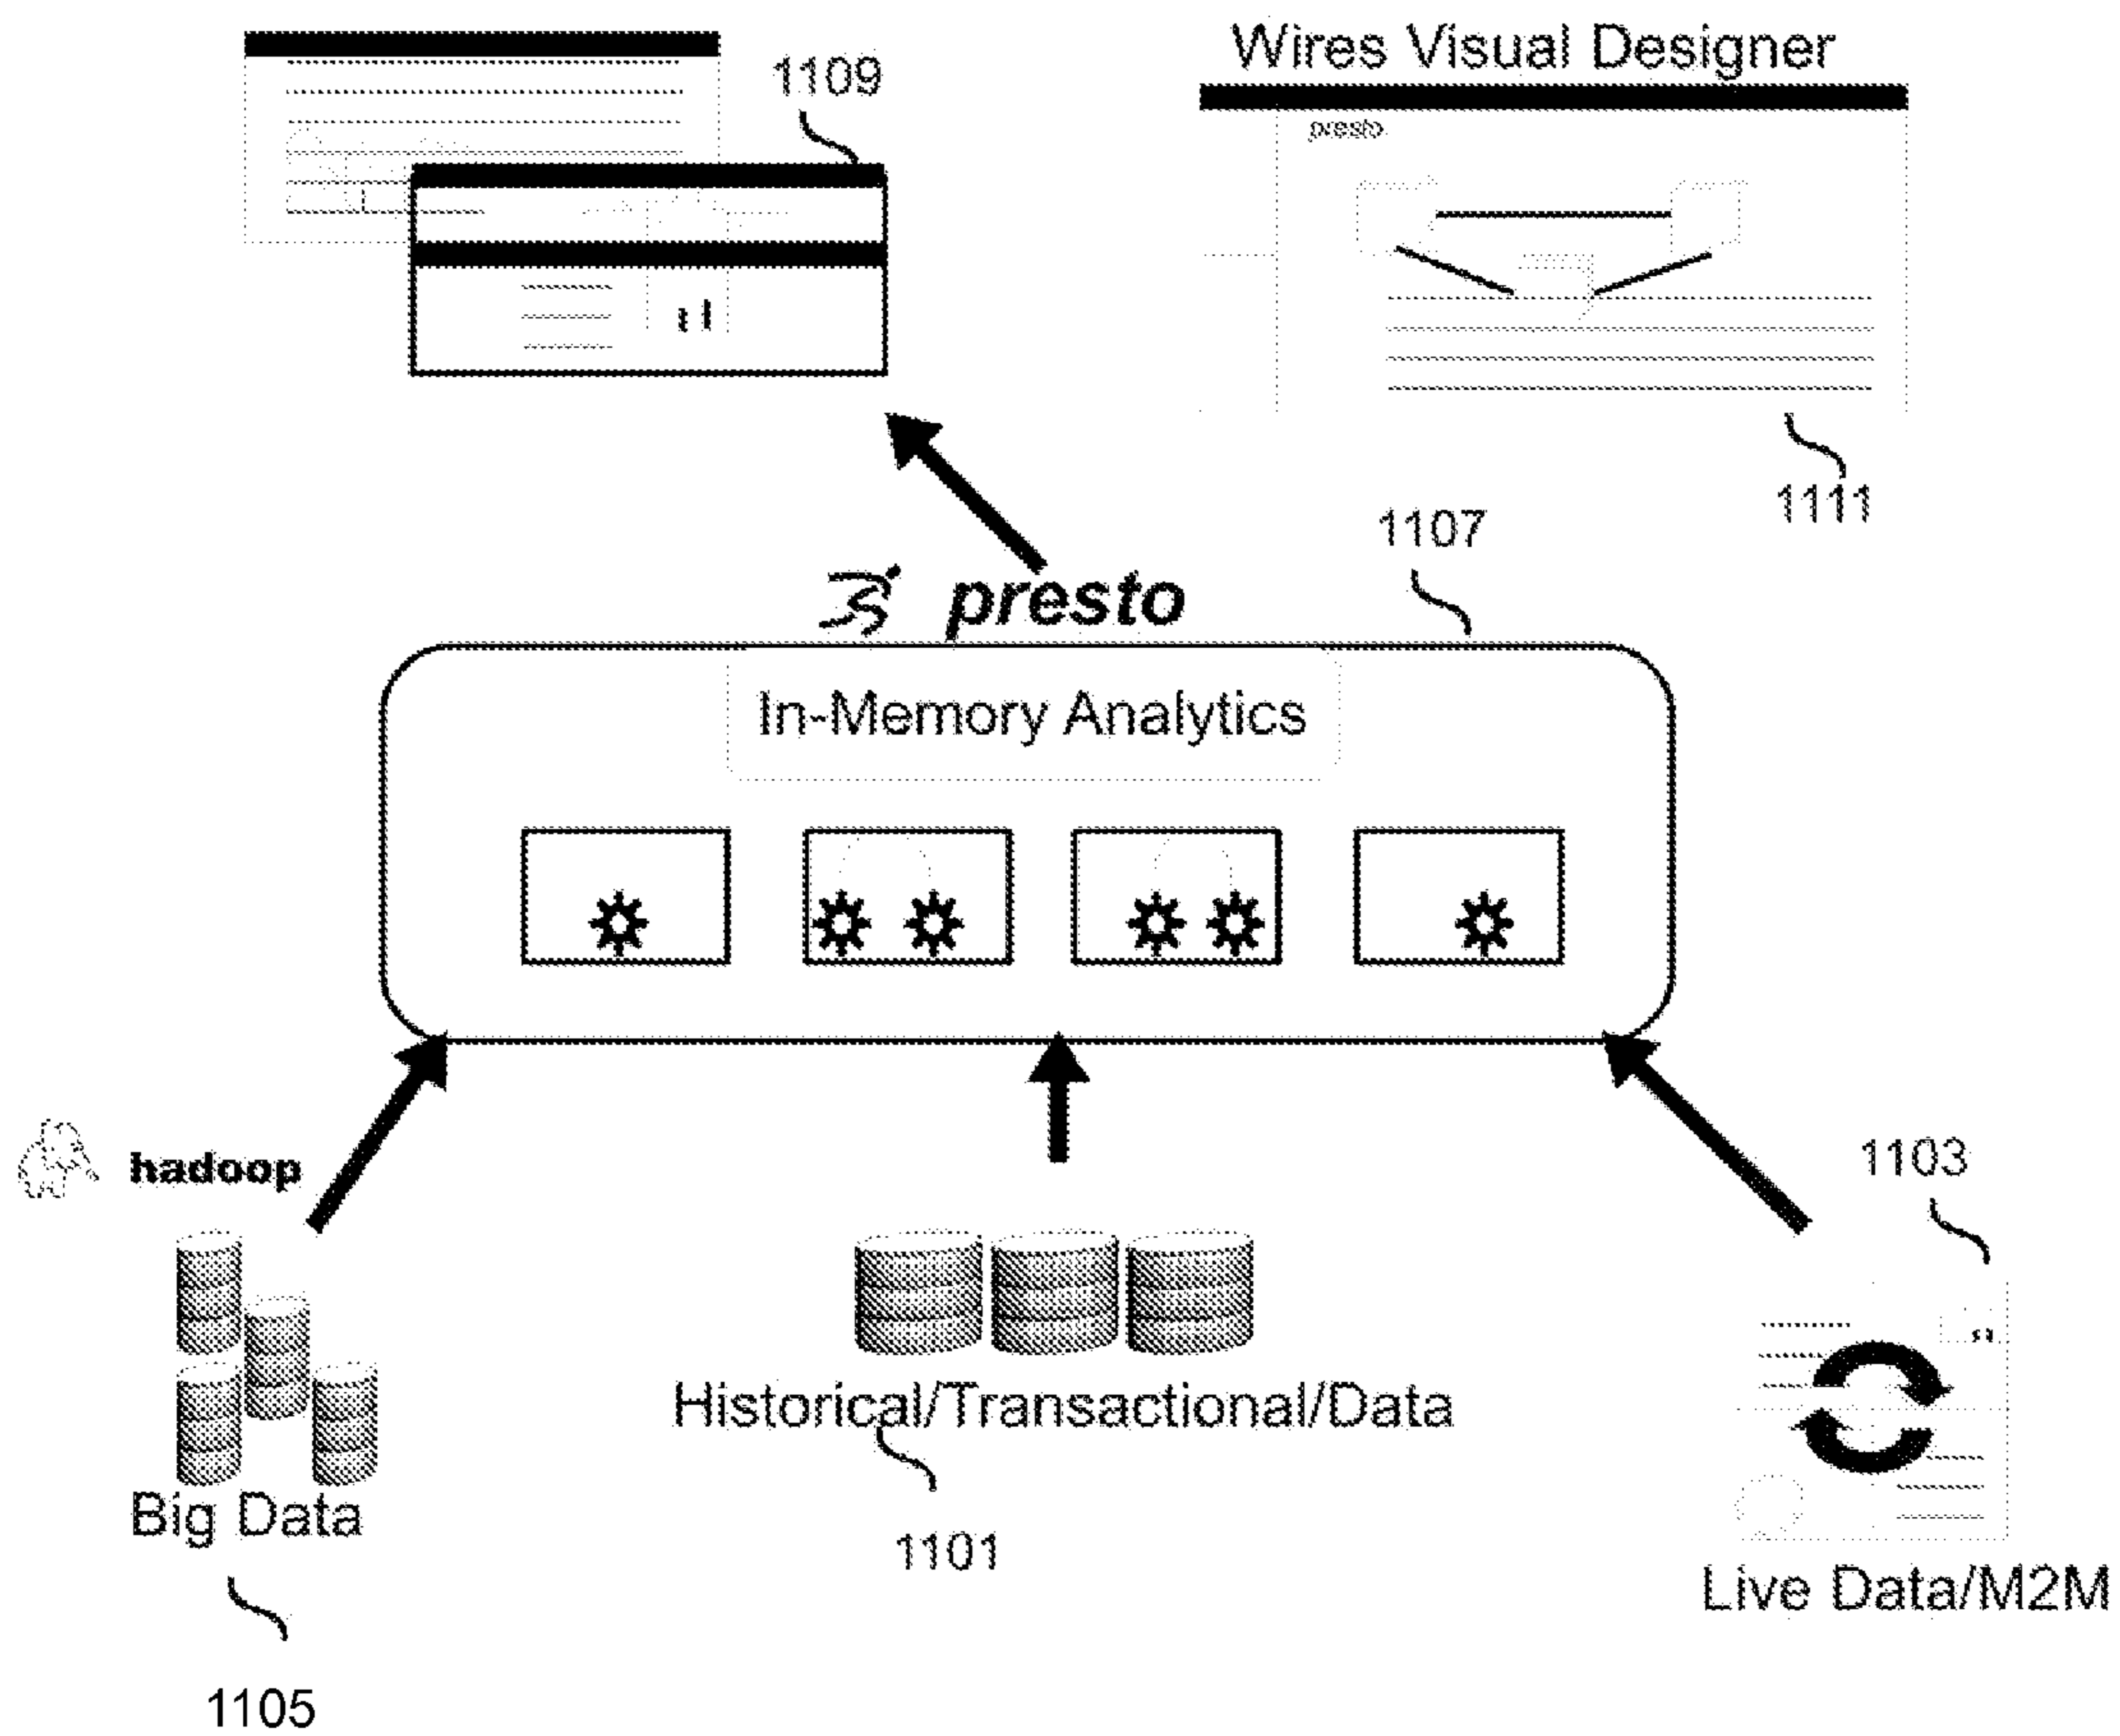 Wires Visual Designer
1109
presto
1111
1107
presto
In-Memory Analytics
hadoop
1103
Historical/Transactional/Data
Big Data
1101
Live Data/M2M
1105